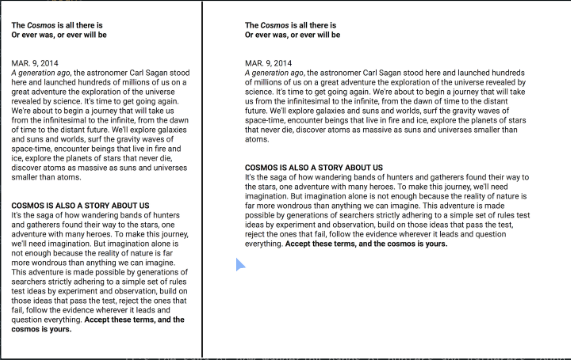 The Cosmos is all there is
Or ever was, or ever will be
MAR. 9, 2014
A generation ago, the astronomer Carl Sagan stood
here and launched hundreds of millions of us on a
great adventure the exploration of the universe
revealed by science. It's time to get going again.
We're about to begin a journey that will take us
from the infinitesimal to the infinite, from the dawn
of time to the distant future. We'll explore galaxies
and suns and worlds, surf the gravity waves of
space-time, encounter beings that live in fire and
ice, explore the planets of stars that never die,
discover atoms as massive as suns and universes
smaller than atoms.
COSMOS IS ALSO A STORY ABOUT US
It's the saga of how wandering bands of hunters
and gatherers found their way to the stars, one
adventure with many heroes. To make this journey,
we'll need imagination. But imagination alone is
not enough because the reality of nature is far
more wondrous than anything we can imagine.
This adventure is made possible by generations of
searchers strictly adhering to a simple set of rules
test ideas by experiment and observation, build on
those ideas that pass the test, reject the ones that
fail, follow the evidence wherever it leads and
question everything. Accept these terms, and the
cosmos is yours.
The Cosmos is all there is
Or ever was, or ever will be
MAR. 9, 2014
A generation ago, the astronomer Carl Sagan stood here and launched hundreds
of millions of us on a great adventure the exploration of the universe revealed by
science. It's time to get going again. We're about to begin a journey that will take
us from the infinitesimal to the infinite, from the dawn of time to the distant
future. We'll explore galaxies and suns and worlds, surf the gravity waves of
space-time, encounter beings that live in fire and ice, explore the planets of stars
that never die, discover atoms as massive as suns and universes smaller than
atoms.
COSMOS IS ALSO A STORY ABOUT US
It's the saga of how wandering bands of hunters and gatherers found their way to
the stars, one adventure with many heroes. To make this journey, we'll need
imagination. But imagination alone is not enough because the reality of nature is
far more wondrous than anything we can imagine. This adventure is made
possible by generations of searchers strictly adhering to a simple set of rules test
ideas by experiment and observation, build on those ideas that pass the test,
reject the ones that fail, follow the evidence wherever it leads and question
everything. Accept these terms, and the cosmos is yours.